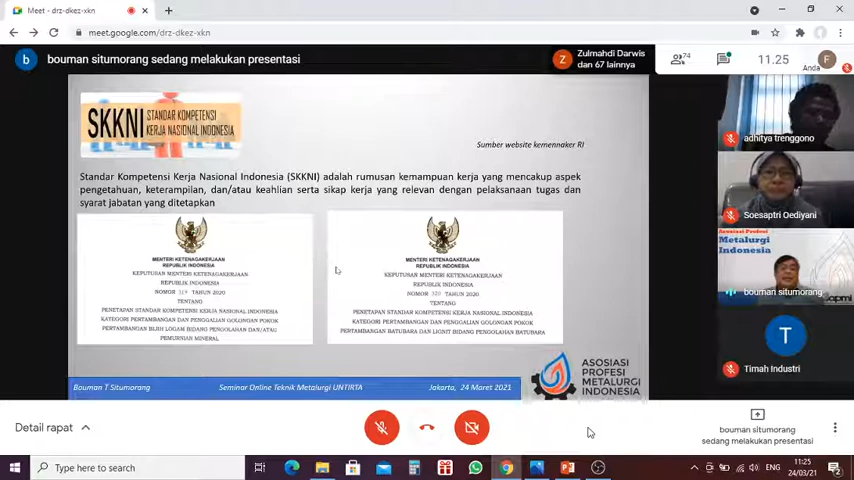 Meet - drz-dkez-xkn
meet.google.com/drz-dkez-xkn
b
bouman situmorang sedang melakukan presentasi
Z
Zulmahdi Darwis
dan 67 lainnya
74
11.25
Anda
F
SKKNI
STANDAR KOMPETENSI
KERJA NASIONAL INDONESIA
Sumber website kemennaker RI
Standar Kompetensi Kerja Nasional Indonesia (SKKNI) adalah rumusan kemampuan kerja yang mencakup aspek
pengetahuan, keterampilan, dan/atau keahlian serta sikap kerja yang relevan dengan pelaksanaan tugas dan
syarat jabatan yang ditetapkan
MENTERI KETENAGAKERJAAN
REPUBLIK INDONESIA
KEPUTUSAN MENTERI KETENAGAKERJAAN
REPUBLIK INDONESIA
NOMOR TAHUN 2020
TENTANG
PENETAPAN STANDAR KOMPETENSI KERJA NASIONAL INDONESIA
KATEGORI PERTAMBANGAN DAN PENGGALIAN GOLONGAN POKOK
PERTAMBANGAN BIJIH LOGAM BIDANG PENGOLAHAN DAN/ATAU
PEMURNIAN MINERAL
MENTERI KETENAGAKERJAAN
REPUBLIK INDONESIA
KEPUTUSAN MENTERI KETENAGAKERJAAN
REPUBLIK INDONESIA
NOMOR 320 TAHUN 2020
TENTANG
PENETAPAN STANDAR KOMPETENSI KERJA NASIONAL INDONESIA
KATEGORI PERTAMBANGAN DAN PENGGALIAN GOLONGAN POKOK
PERTAMBANGAN BATUBARA DAN LIGNIT BIDANG PENGOLAHAN BATUBARA
Bouman T Situmorang
Seminar Online Teknik Metalurgi UNTIRTA
Jakarta, 24 Maret 2021
ASOSIASI
PROFESI
METALURGI
INDONESIA
adhitya trenggono
Soesaptri Oediyani
Asosiasi Profesi
Metalurgi
Indonesia
bouman situmorang
T
Timah Industri
Detail rapat
bouman situmorang
sedang melakukan presentasi
Type here to search
ENG
11:25
24/03/21
2